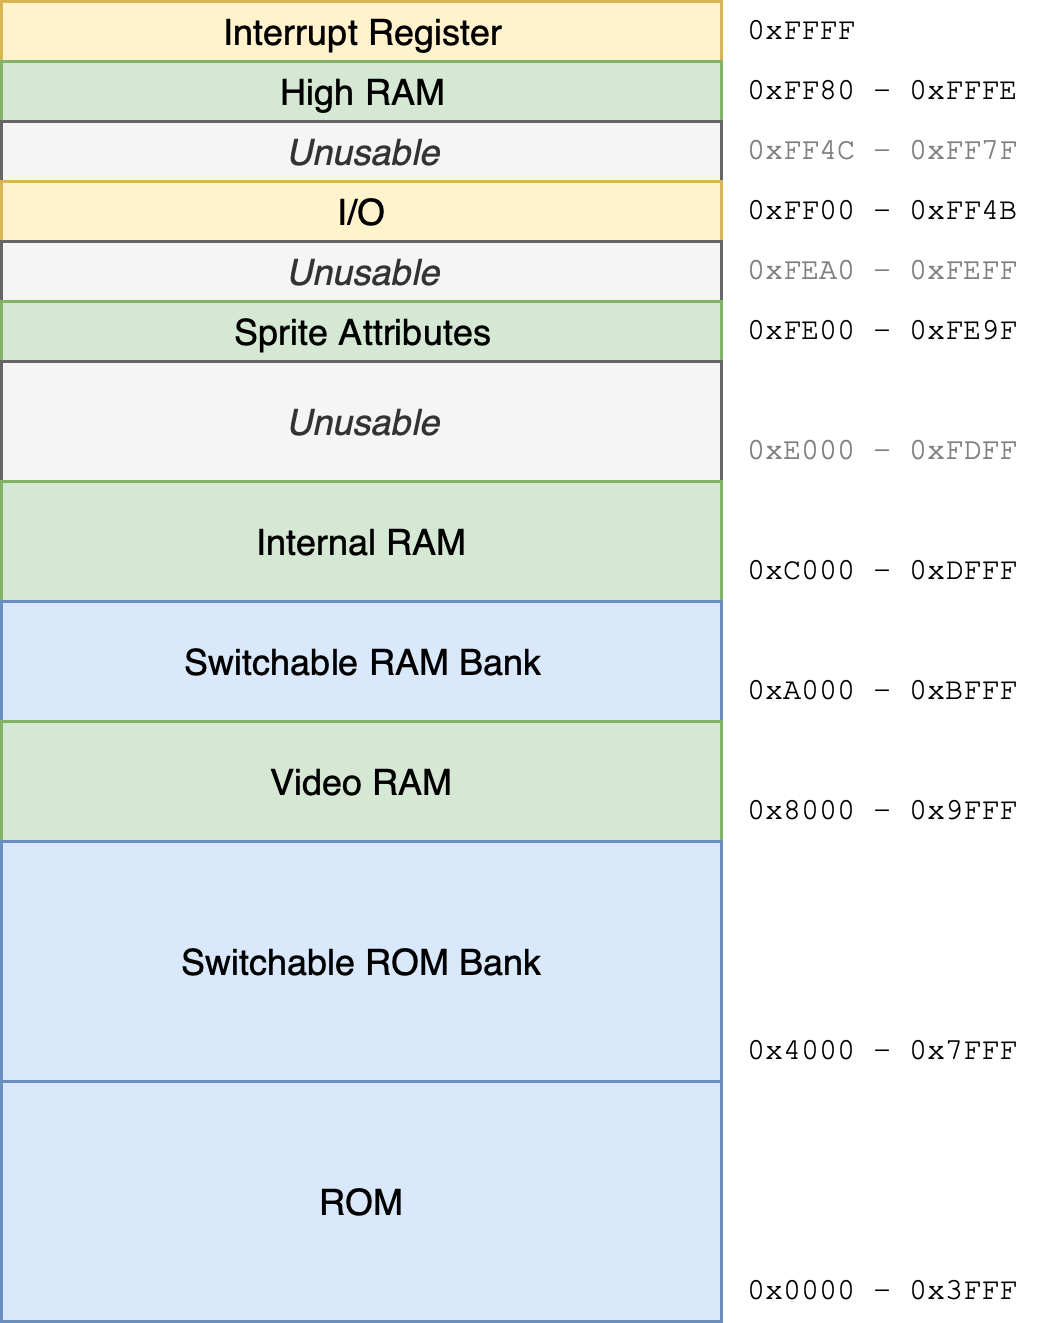 Interrupt Register 0xFFFF
High RAM 0xFF80 – 0xFFFE
Unusable 0xFF4C – 0xFF7F
I/O 0xFF00 – 0xFF4B
Unusable 0xFEA0 – 0xFEFF
Sprite Attributes 0xFE00 – 0xFE9F
Unusable
0xE000 – 0xFDFF
Internal RAM
0xC000 – 0xDFFF
Switchable RAM Bank
0xA000 – 0xBFFF
Video RAM
0x8000 – 0x9FFF
Switchable ROM Bank
0x4000 – 0x7FFF
ROM
0x0000 – 0x3FFF